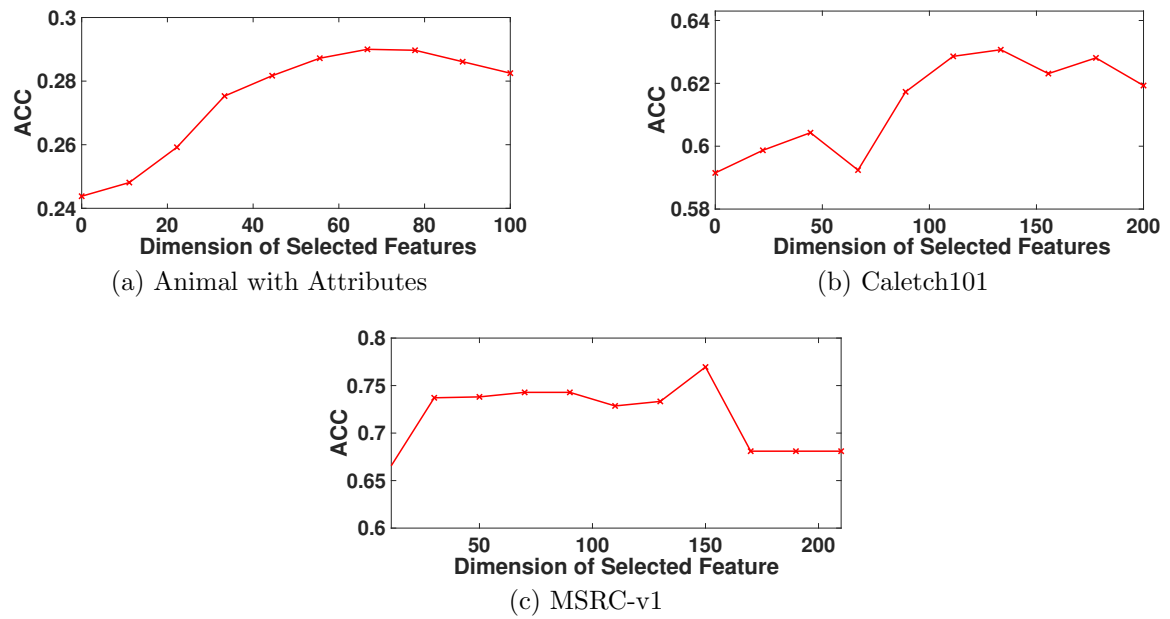 0.3
0.28
0.26
0.24
ACC
0 20 40 60 80 100
Dimension of Selected Features
(a) Animal with Attributes
0.64
0.62
0.6
0.58
ACC
0 50 100 150 200
Dimension of Selected Features
(b) Caletch101
0.8
0.75
0.7
0.65
0.6
ACC
50 100 150 200
Dimension of Selected Feature
(c) MSRC-v1